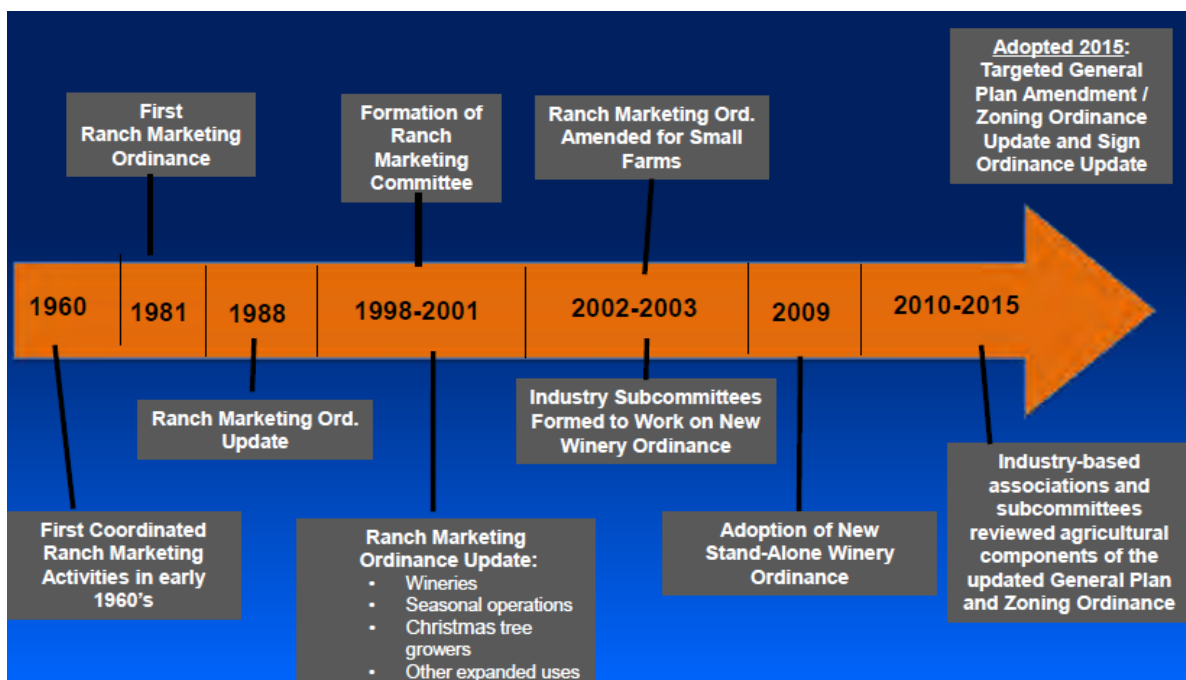 Adopted 2015:
Targeted General
Plan Amendment /
Zoning Ordinance
Update and Sign
Ordinance Update
First
Ranch Marketing
Ordinance
Formation of
Ranch
Marketing
Committee
Ranch Marketing Ord.
Amended for Small
Farms
1960
1981
1988
1998-2001
2002-2003
2009
2010-2015
Ranch Marketing Ord.
Update
Industry Subcommittees
Formed to Work on New
Winery Ordinance
First Coordinated
Ranch Marketing
Activities in early
1960's
Ranch Marketing
Ordinance Update:
• Wineries
• Seasonal operations
• Christmas tree
growers
• Other expanded uses
Adoption of New
Stand-Alone Winery
Ordinance
Industry-based
associations and
subcommittees
reviewed agricultural
components of the
updated General Plan
and Zoning Ordinance